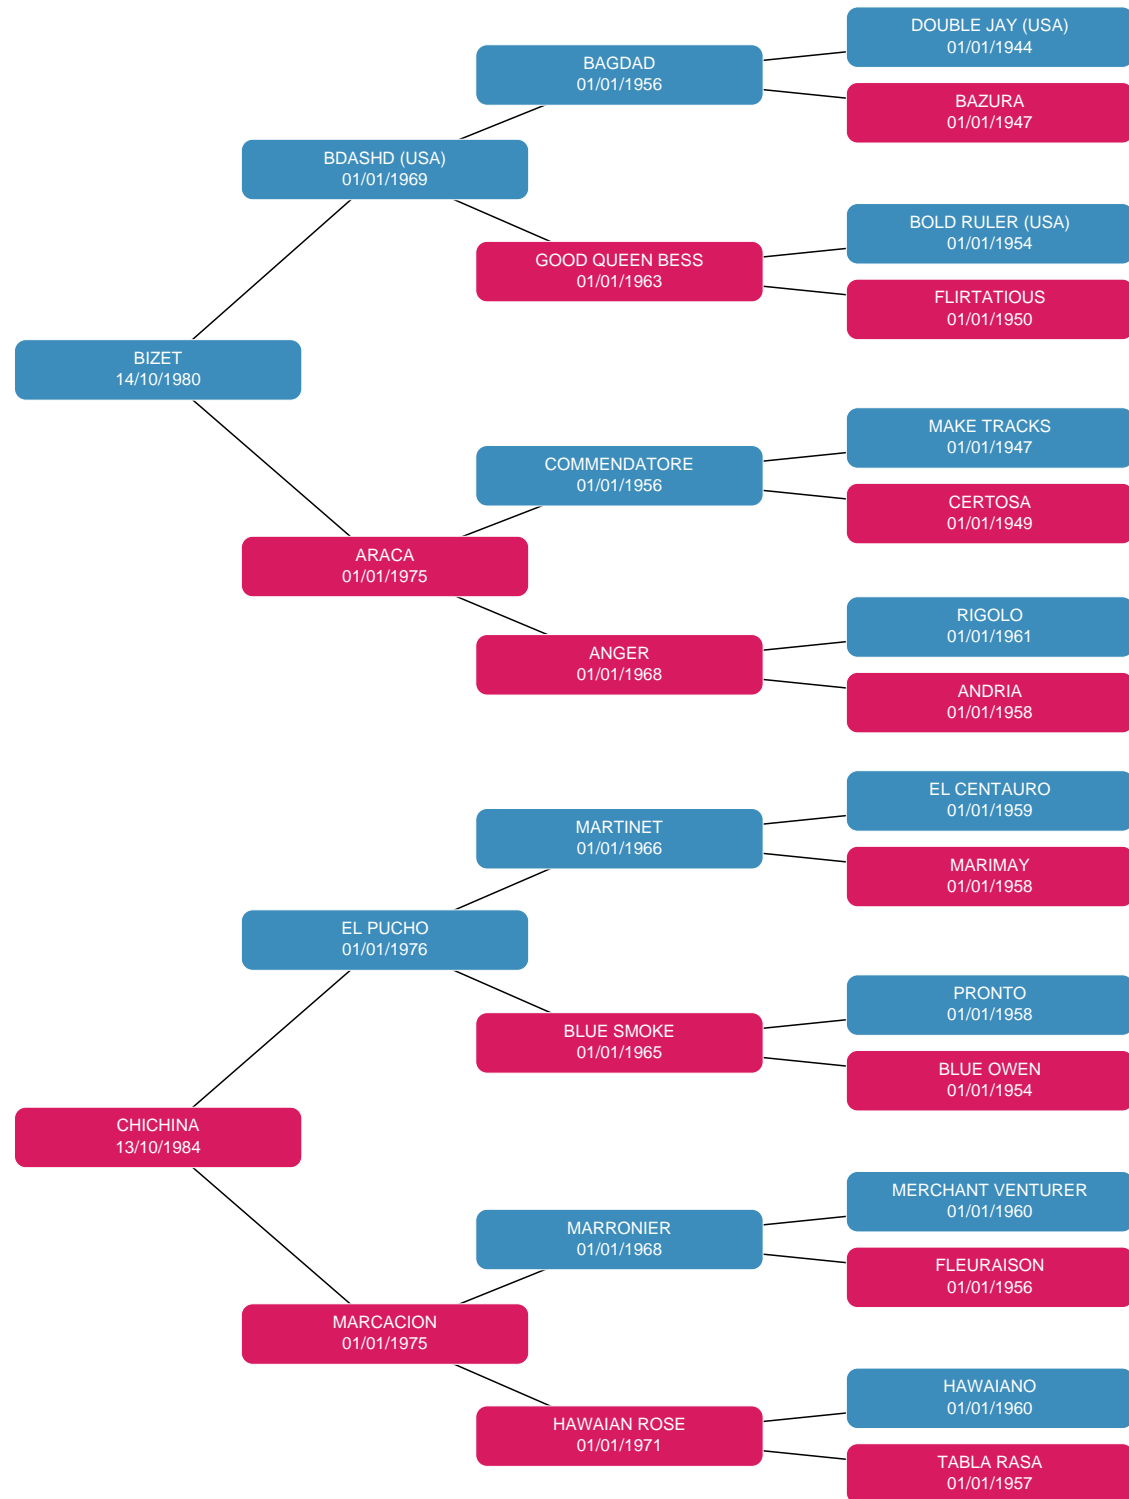 DOUBLE JAY (USA)
01/01/1944
BAGDAD
01/01/1956
BAZURA
01/01/1947
BDASHD (USA)
01/01/1969
BOLD RULER (USA)
01/01/1954
GOOD QUEEN BESS
01/01/1963
FLIRTATIOUS
01/01/1950
BIZET
14/10/1980
MAKE TRACKS
01/01/1947
COMMENDATORE
01/01/1956
CERTOSA
01/01/1949
ARACA
01/01/1975
RIGOLO
01/01/1961
ANGER
01/01/1968
ANDRIA
01/01/1958
EL CENTAURO
01/01/1959
MARTINET
01/01/1966
MARIMAY
01/01/1958
EL PUCHO
01/01/1976
PRONTO
01/01/1958
BLUE SMOKE
01/01/1965
BLUE OWEN
01/01/1954
CHICHINA
13/10/1984
MERCHANT VENTURER
01/01/1960
MARRONIER
01/01/1968
FLEURAISON
01/01/1956
MARCACION
01/01/1975
HAWAIANO
01/01/1960
HAWAIAN ROSE
01/01/1971
TABLA RASA
01/01/1957